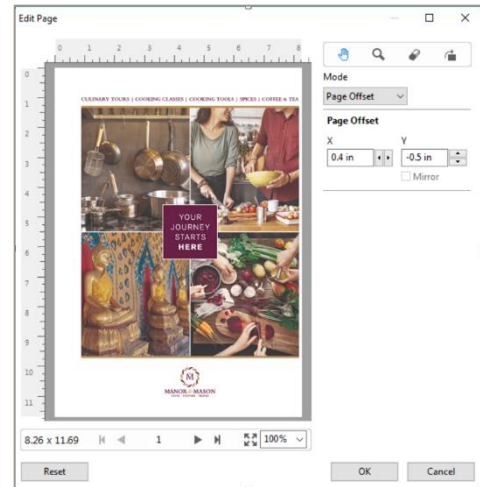 Edit Page
0 1 2 3 4 5 6 7 8
Mode
Page Offset
Page Offset
X Y
0.4 in -0.5 in
Mirror
0
1
2
3
4
5
6
7
8
9
10
11
CULINARY TOURS | COOKING CLASSES | COOKING TOOLS | SPICES | COFFEE & TEA
YOUR
JOURNEY
STARTS
HERE
M
MANOR & MASON
8.26 x 11.69 1 100%
Reset OK Cancel